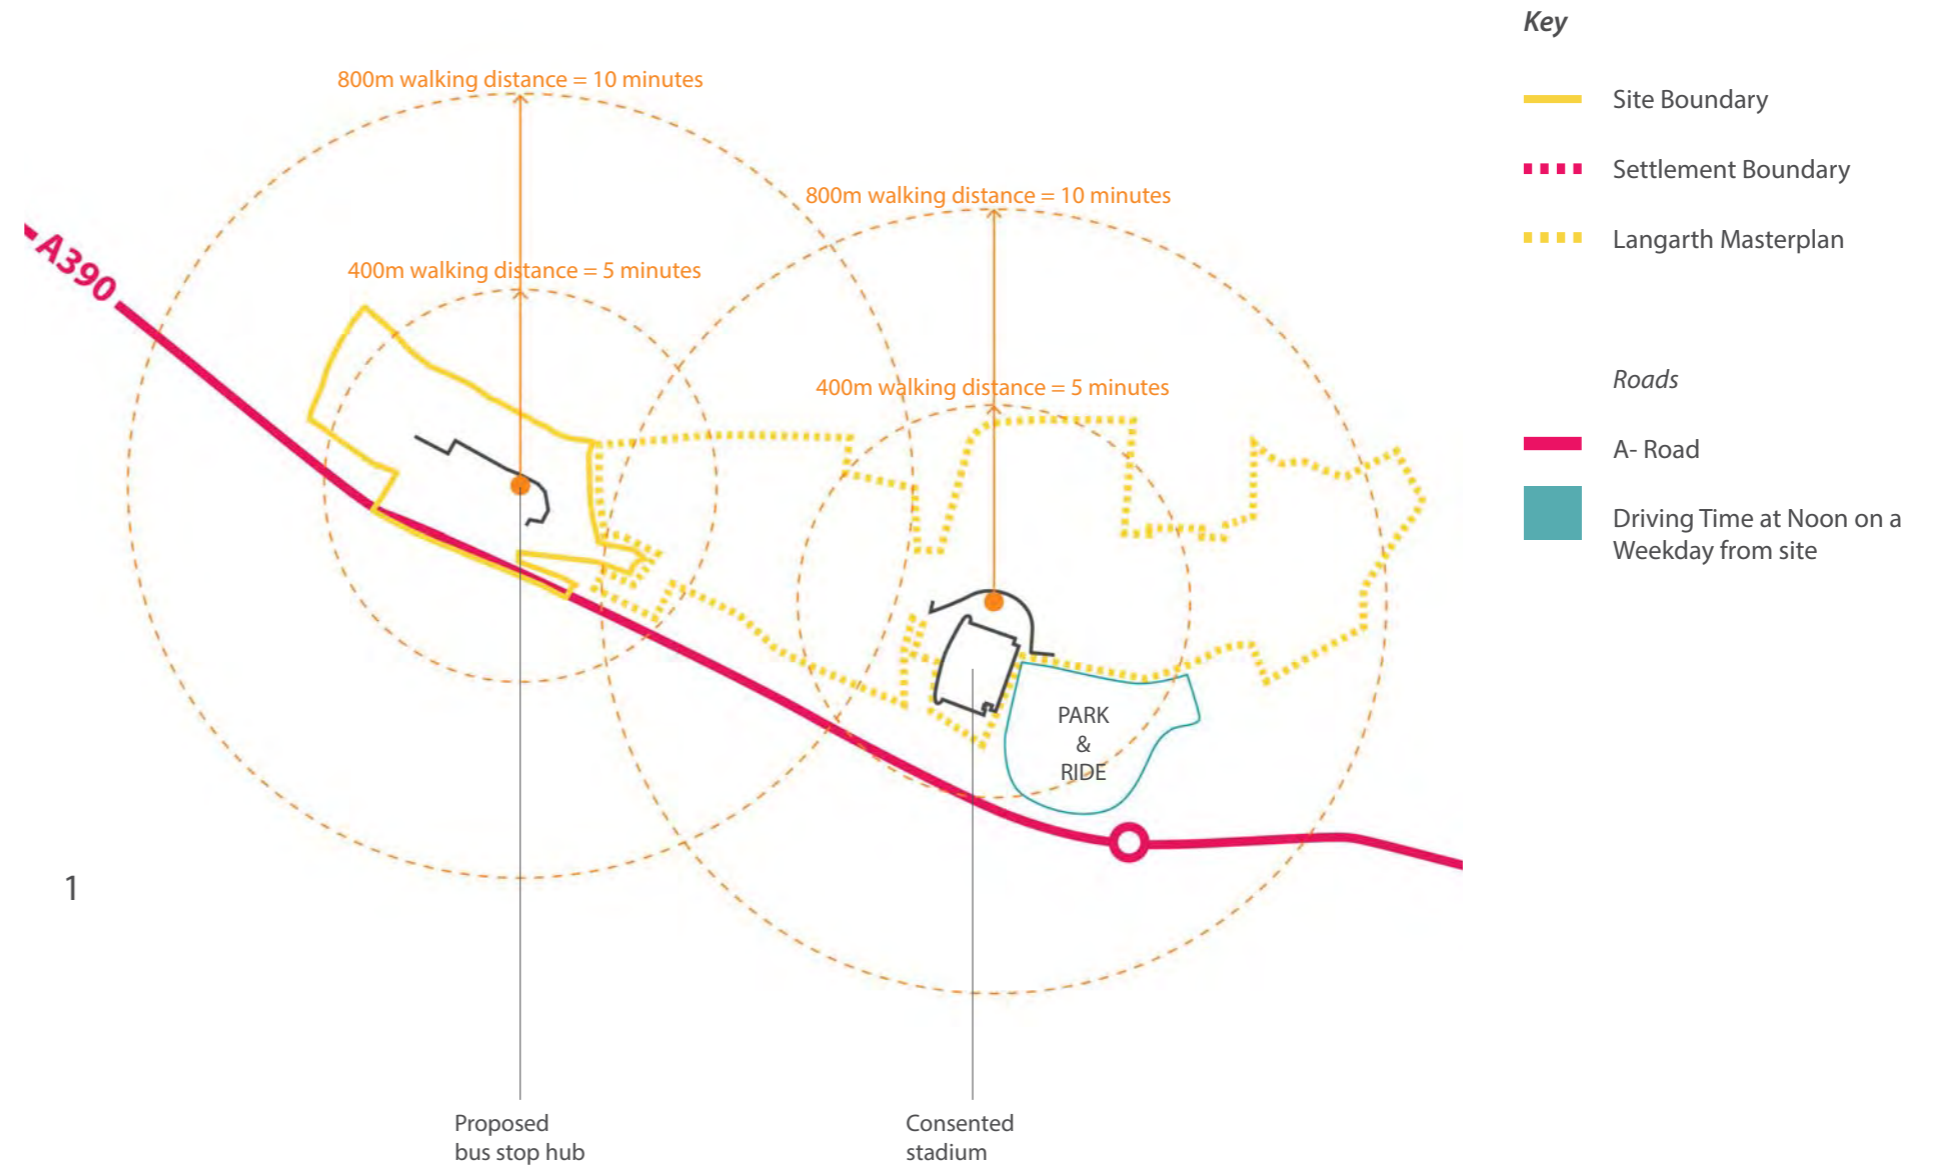 Key
800m walking distance = 10 minutes
Site Boundary
Settlement Boundary
800m walking distance = 10 minutes
Langarth Masterplan
A390
400m walking distance = 5 minutes
Roads
400m walking distance = 5 minutes
A- Road
Driving Time at Noon on a
Weekday from site
PARK
&
RIDE
1
Proposed
bus stop hub
Consented
stadium